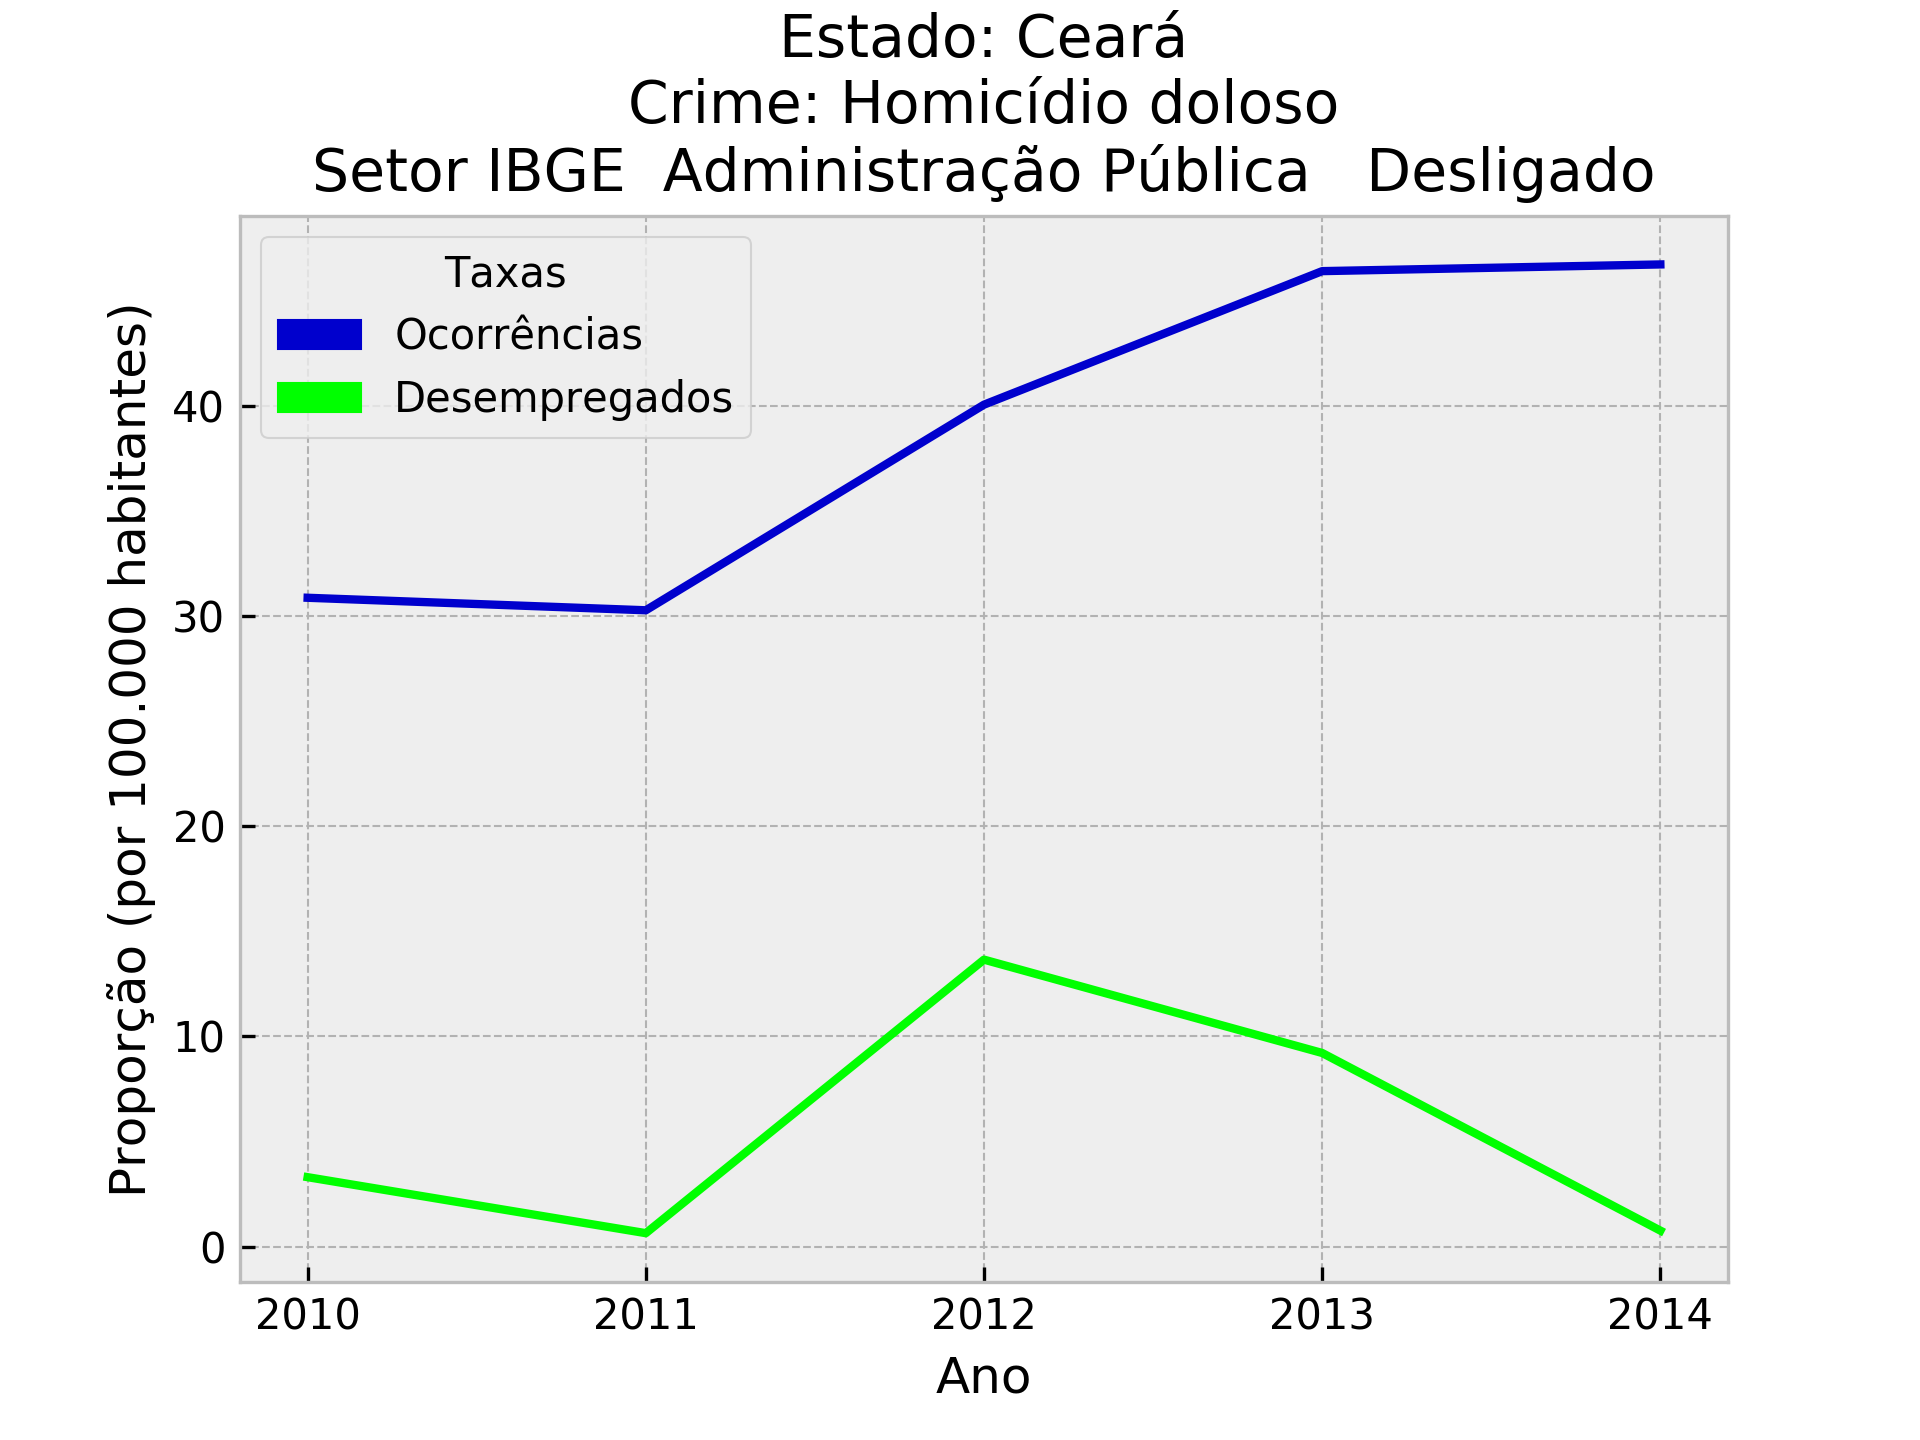 Estado: Ceará
Crime: Homicídio doloso
Setor IBGE  Administração Pública   Desligado
Taxas
Ocorrências
Desempregados
Proporção (por 100.000 habitantes)
40
30
20
10
0
2010 2011 2012 2013 2014
Ano